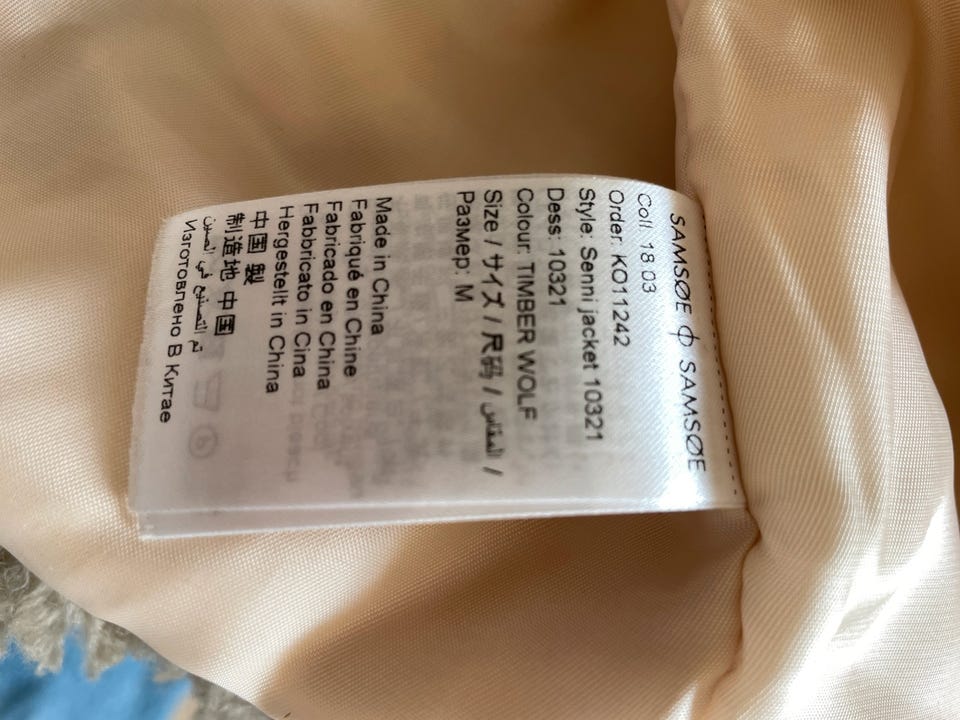 SAMSØE Φ SAMSØE
Coll. 18 03
Order: KO11242
Style: Senni jacket 10321
Dess: 10321
Colour: TIMBER WOLF
Size / サイズ / 尺码 / المقاس /
Размер: M
Made in China
Fabriqué en Chine
Fabricado en China
Fabbricato in Cina
Hergestellt in China
中国 製
制造地 中国
تم التصنيع في الصين
Изготовлено В Китае